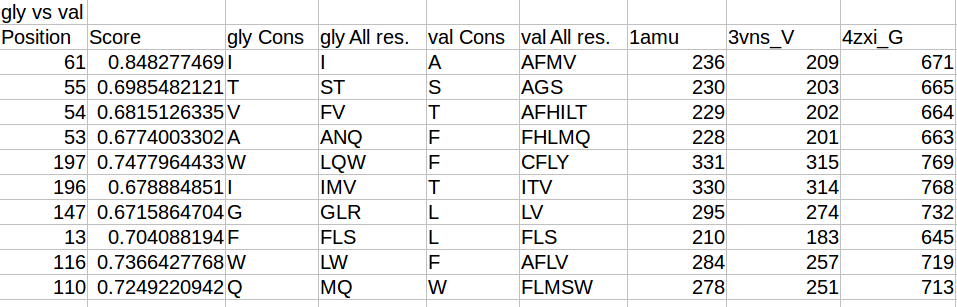 gly vs val
Position Score gly Cons gly All res. val Cons val All res. 1amu 3vns_V 4zxi_G
61 0.848277469 I I A AFMV 236 209 671
55 0.6985482121 T ST S AGS 230 203 665
54 0.6815126335 V FV T AFHILT 229 202 664
53 0.6774003302 A ANQ F FHLMQ 228 201 663
197 0.7477964433 W LQW F CFLY 331 315 769
196 0.678884851 I IMV T ITV 330 314 768
147 0.6715864704 G GLR L LV 295 274 732
13 0.704088194 F FLS L FLS 210 183 645
116 0.7366427768 W LW F AFLV 284 257 719
110 0.7249220942 Q MQ W FLMSW 278 251 713